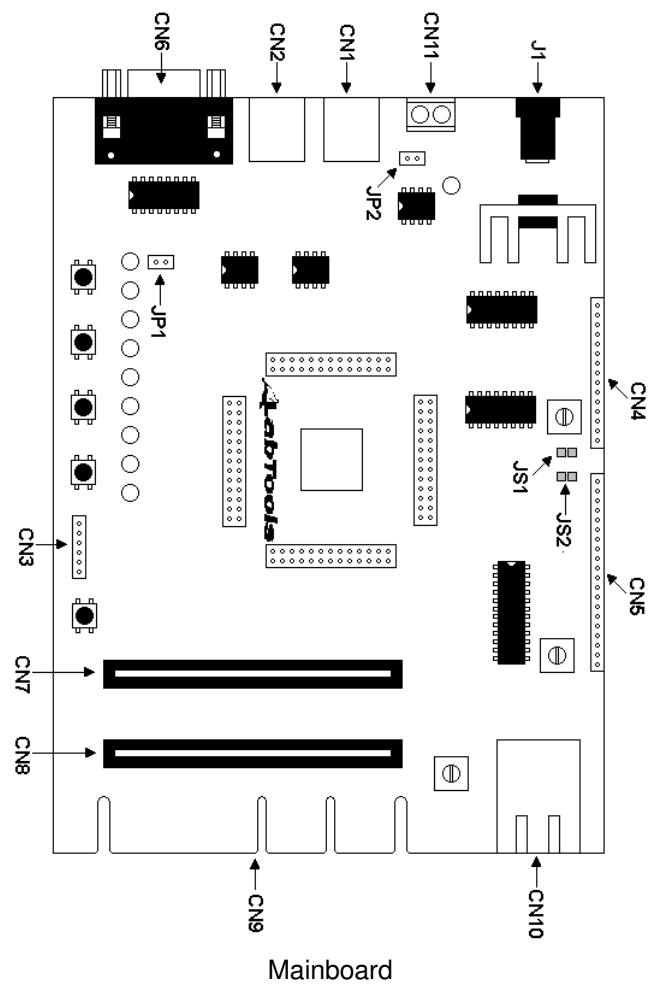 CN6
CN2
CN1
CN11
J1
JP2
JP1
CN4
LabTools
JS1
JS2
CN3
CN5
CN7
CN8
CN9
CN10
Mainboard